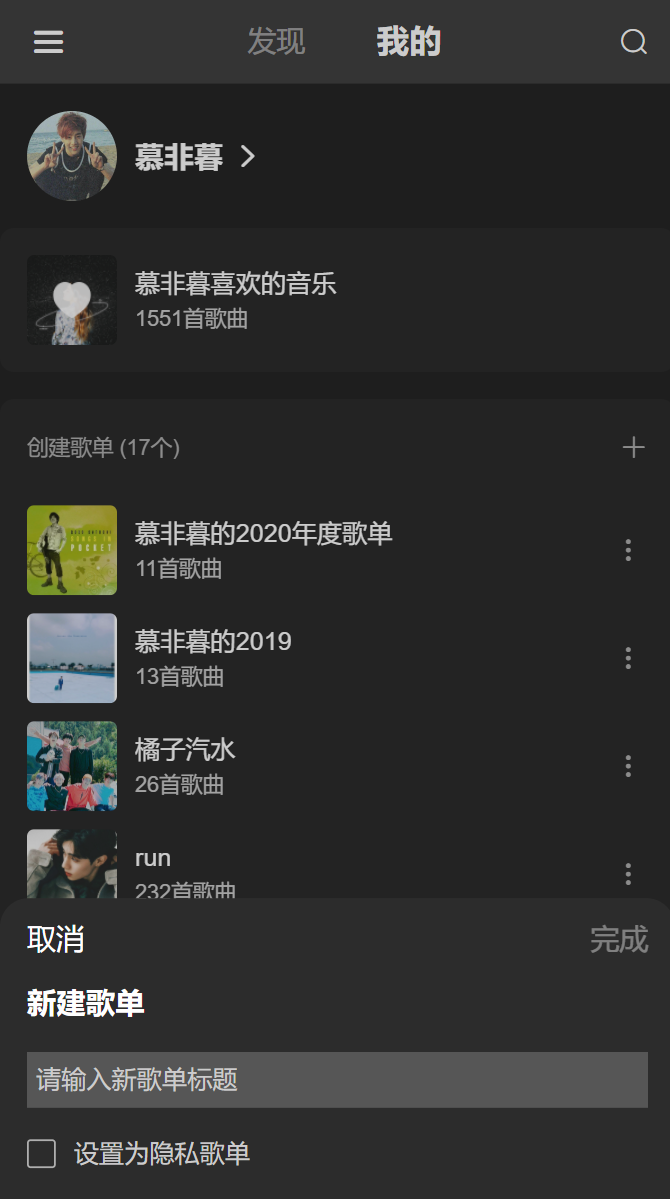 发现 我的
慕非暮
慕非暮喜欢的音乐
1551首歌曲
创建歌单 (17个)
慕非暮的2020年度歌单
11首歌曲
慕非暮的2019
13首歌曲
橘子汽水
26首歌曲
run
232首歌曲
取消 完成
新建歌单
请输入新歌单标题
设置为隐私歌单